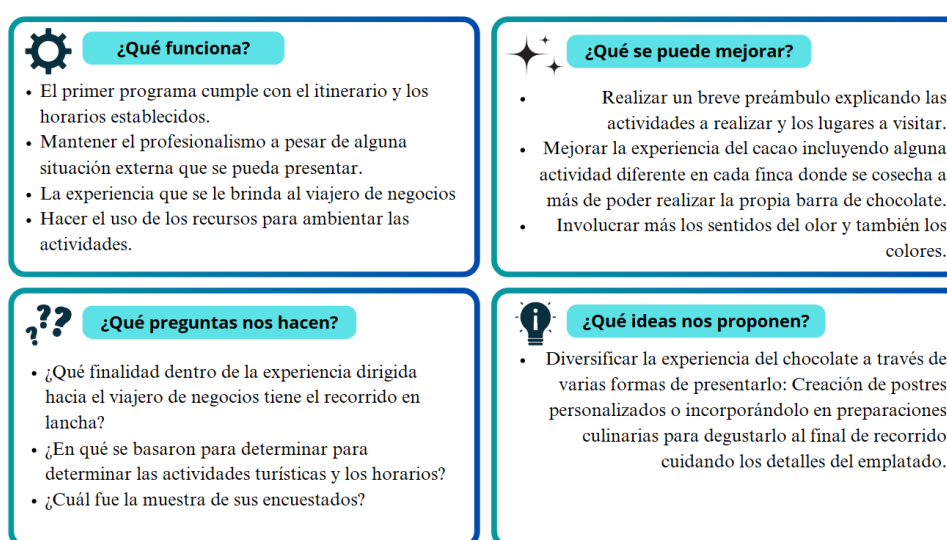 ¿Qué funciona?
• El primer programa cumple con el itinerario y los
horarios establecidos.
• Mantener el profesionalismo a pesar de alguna
situación externa que se pueda presentar.
• La experiencia que se le brinda al viajero de negocios
• Hacer el uso de los recursos para ambientar las
actividades.
¿Qué se puede mejorar?
• Realizar un breve preámbulo explicando las
actividades a realizar y los lugares a visitar.
• Mejorar la experiencia del cacao incluyendo alguna
actividad diferente en cada finca donde se cosecha a
más de poder realizar la propia barra de chocolate.
• Involucrar más los sentidos del olor y también los
colores.
???
¿Qué preguntas nos hacen?
• ¿Qué finalidad dentro de la experiencia dirigida
hacia el viajero de negocios tiene el recorrido en
lancha?
• ¿En qué se basaron para determinar para
determinar las actividades turísticas y los horarios?
• ¿Cuál fue la muestra de sus encuestados?
¿Qué ideas nos proponen?
• Diversificar la experiencia del chocolate a través de
varias formas de presentarlo: Creación de postres
personalizados o incorporándolo en preparaciones
culinarias para degustarlo al final de recorrido
cuidando los detalles del emplatado.